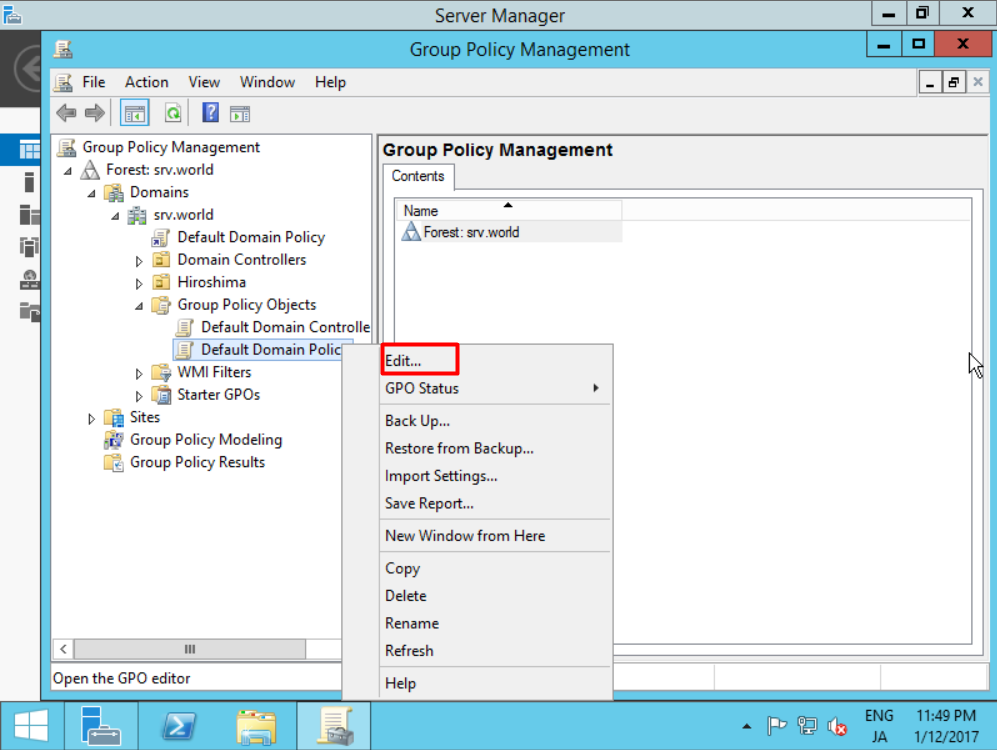 Server Manager
Group Policy Management
File Action View Window Help
Group Policy Management
Forest: srv.world
Domains
srv.world
Default Domain Policy
Domain Controllers
Hiroshima
Group Policy Objects
Default Domain Controlle
Default Domain Polic
WMI Filters
Starter GPOs
Sites
Group Policy Modeling
Group Policy Results
Group Policy Management
Contents
Name
Forest: srv.world
Edit...
GPO Status
Back Up...
Restore from Backup...
Import Settings...
Save Report...
New Window from Here
Copy
Delete
Rename
Refresh
Help
Open the GPO editor
ENG 11:49 PM
JA 1/12/2017